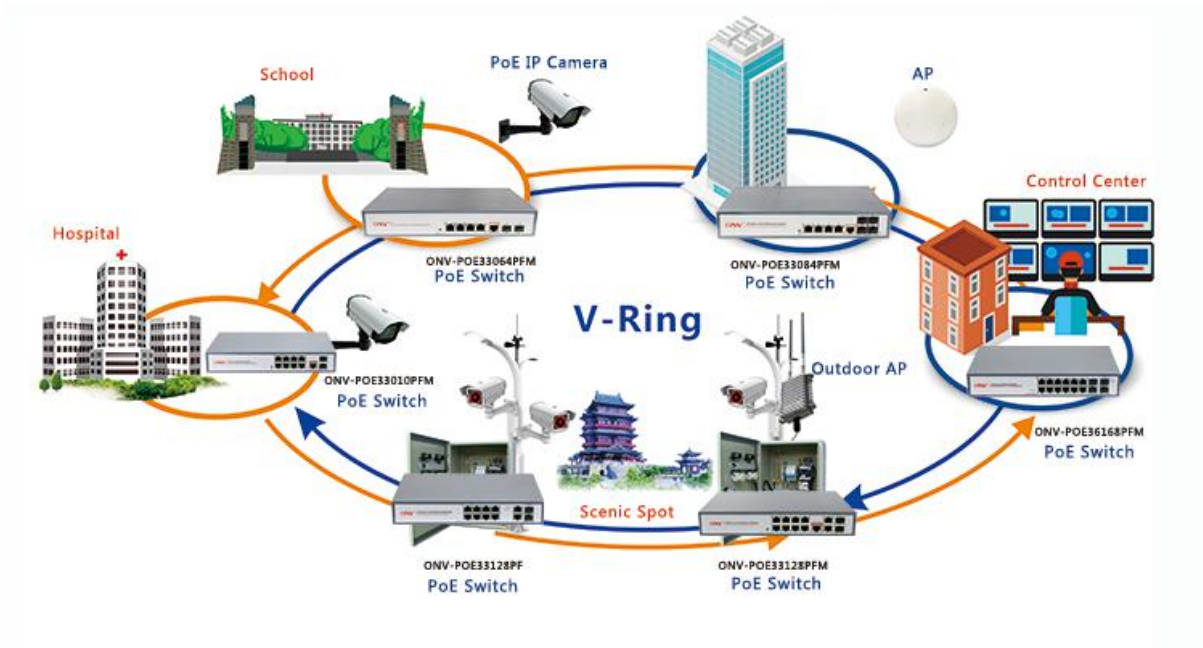 PoE IP Camera
AP
School
Control Center
Hospital
ONV-POE33064PFM
PoE Switch
ONV-POE33084PFM
PoE Switch
V-Ring
Outdoor AP
ONV-POE33010PFM
PoE Switch
ONV-POE36168PFM
PoE Switch
Scenic Spot
ONV-POE33128PF
PoE Switch
ONV-POE33128PFM
PoE Switch